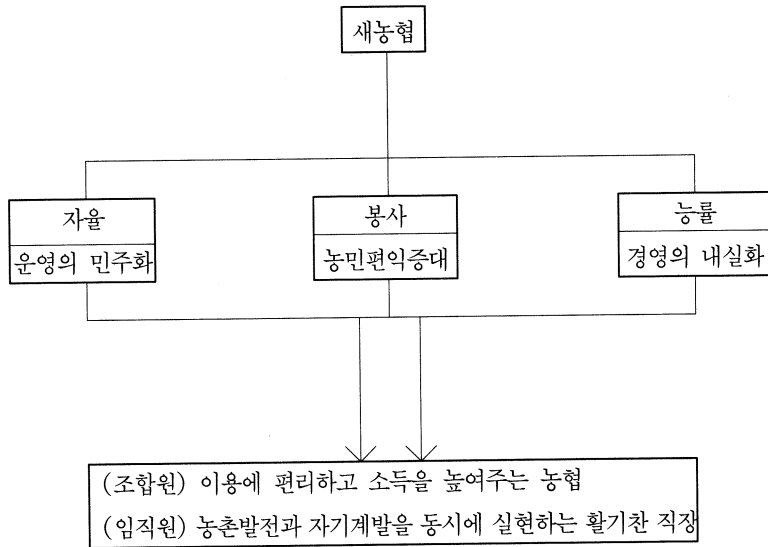 새농협
자율
운영의 민주화
봉사
농민편익증대
능률
경영의 내실화
(조합원) 이용에 편리하고 소득을 높여주는 농협
(임직원) 농촌발전과 자기계발을 동시에 실현하는 활기찬 직장